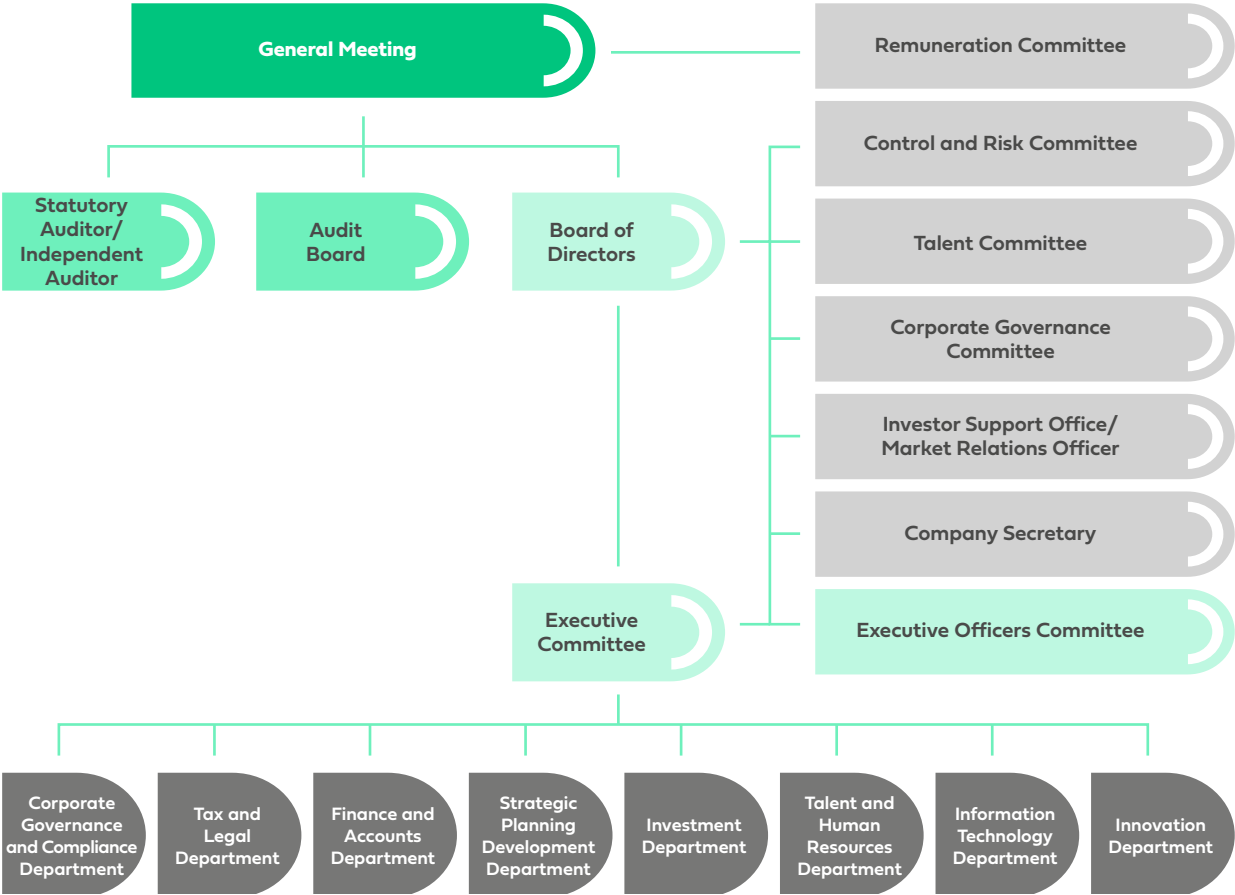 General Meeting
Remuneration Committee
Control and Risk Committee
Statutory
Auditor/
Independent
Auditor
Audit
Board
Board of
Directors
Talent Committee
Corporate Governance
Committee
Investor Support Office/
Market Relations Officer
Company Secretary
Executive
Committee
Executive Officers Committee
Corporate
Governance
and Compliance
Department
Tax and
Legal
Department
Finance and
Accounts
Department
Strategic
Planning
Development
Department
Investment
Department
Talent and
Human
Resources
Department
Information
Technology
Department
Innovation
Department